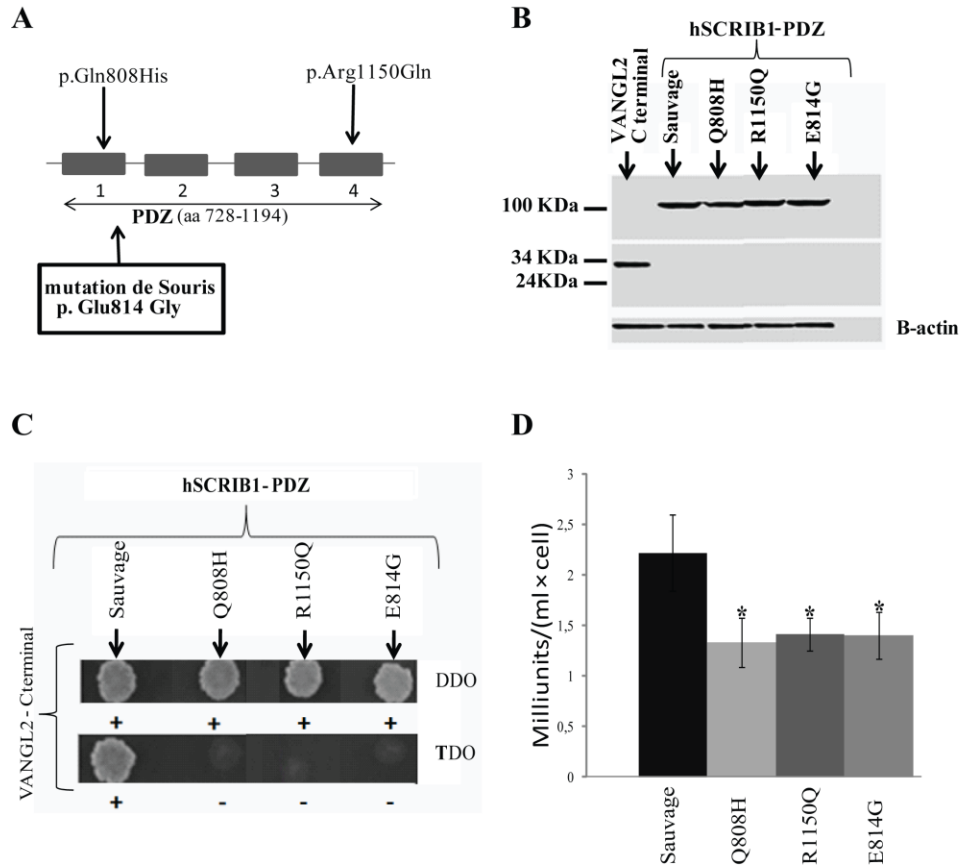 A
p.Gln808His
p.Arg1150Gln
1
2
3
4
PDZ (aa 728-1194)
mutation de Souris
p. Glu814 Gly
B
hSCRIB1-PDZ
VANGL2
C terminal
Sauvage
Q808H
R1150Q
E814G
100 KDa
34 KDa
24KDa
B-actin
C
hSCRIB1-PDZ
Sauvage
Q808H
R1150Q
E814G
VANGL2 - Cterminal
DDO
+ + + +
TDO
+ - - -
D
Milliunits/(ml × cell)
3
2,5
2
1,5
1
0,5
0
* * *
Sauvage
Q808H
R1150Q
E814G